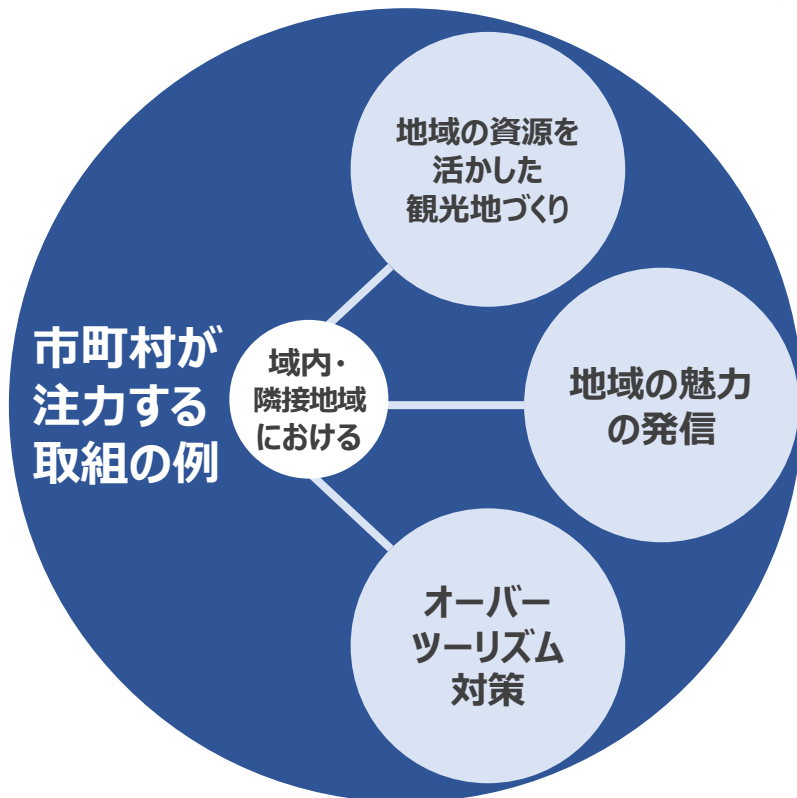 市町村が
注力する
取組の例
域内・
隣接地域
における
地域の資源を
活かした
観光地づくり
地域の魅力
の発信
オーバー
ツーリズム
対策